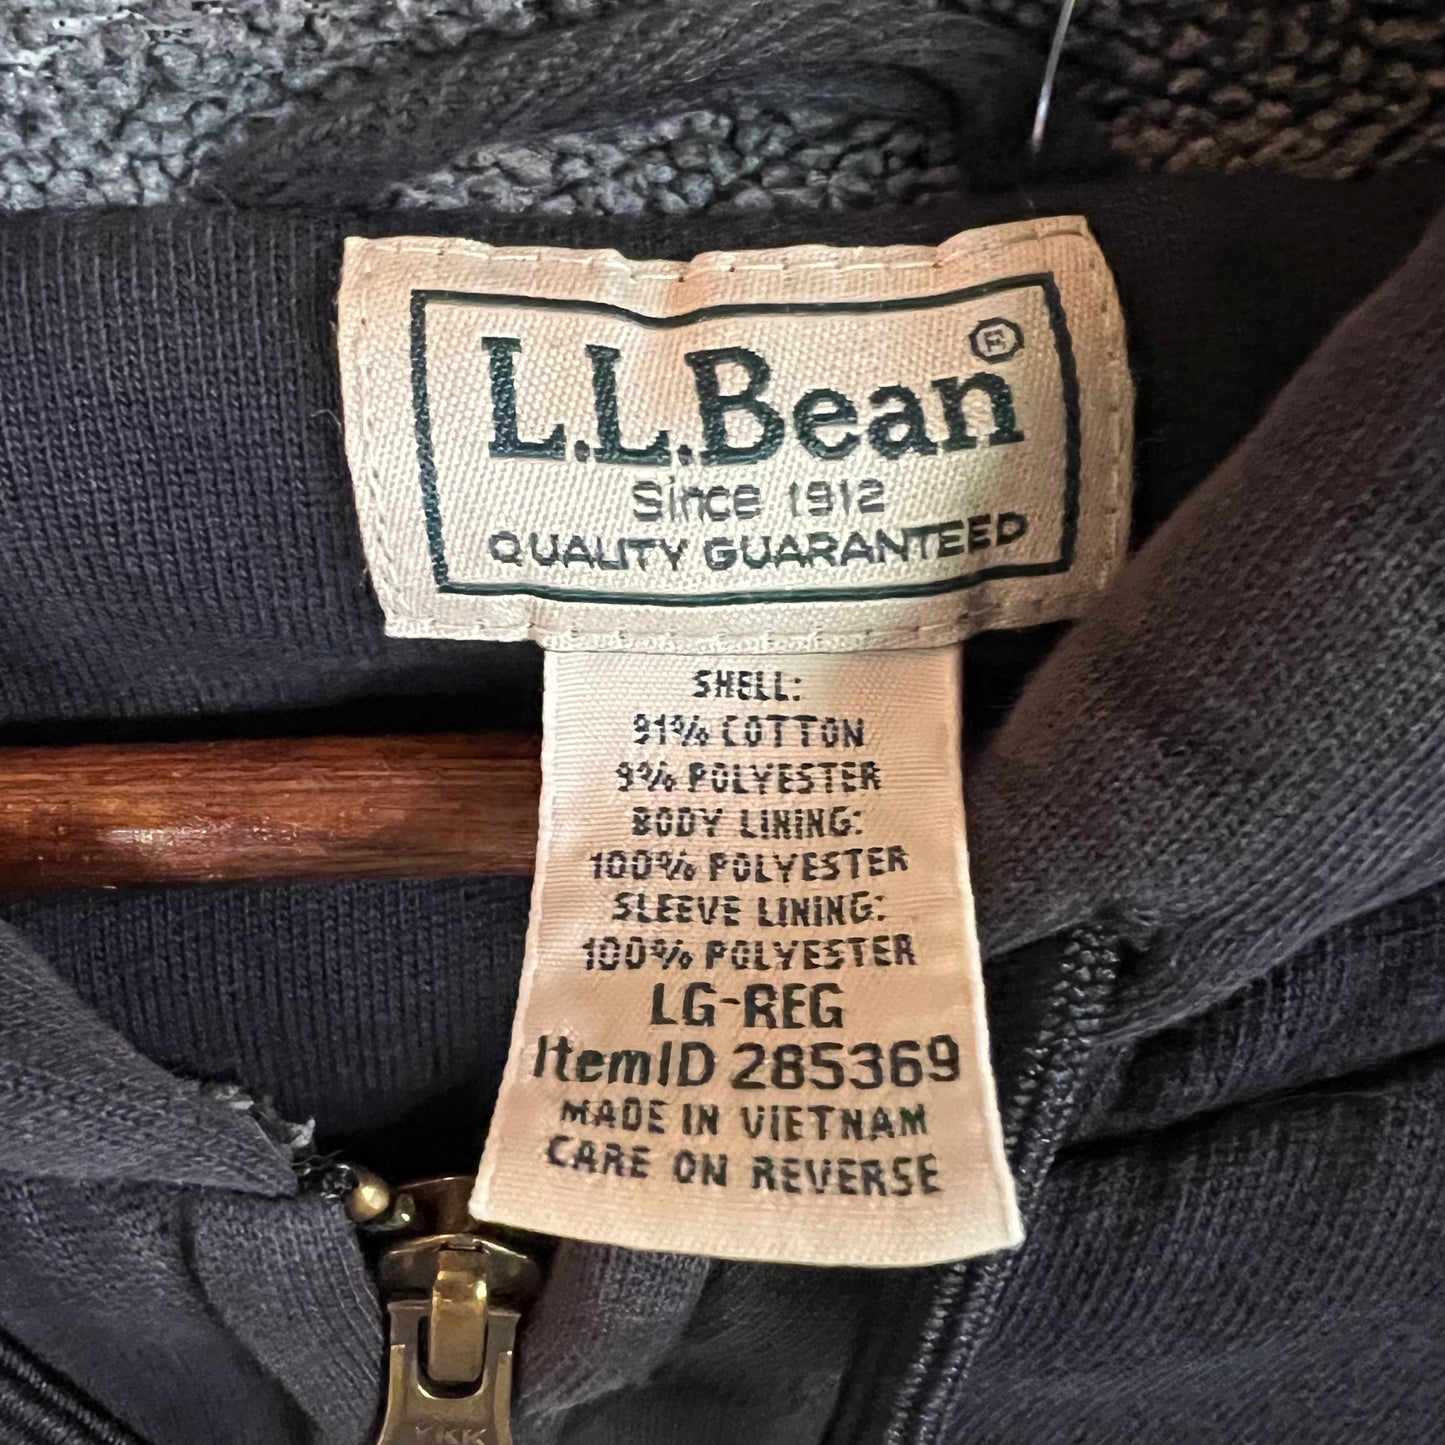 L.L.Bean®
Since 1912
QUALITY GUARANTEED
SHELL:
91% COTTON
9% POLYESTER
BODY LINING:
100% POLYESTER
SLEEVE LINING:
100% POLYESTER
LG-REG
ItemID 285369
MADE IN VIETNAM
CARE ON REVERSE
YKK